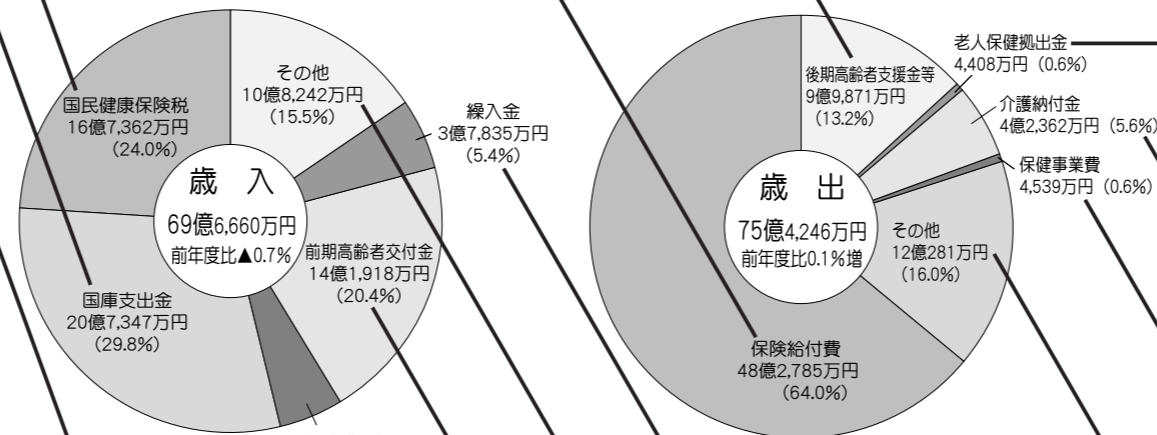 歳 入
69億6,660万円
前年度比▲0.7%
その他
10億8,242万円
(15.5%)
繰入金
3億7,835万円
(5.4%)
前期高齢者交付金
14億1,918万円
(20.4%)
国庫支出金
20億7,347万円
(29.8%)
国民健康保険税
16億7,362万円
(24.0%)
歳 出
75億4,246万円
前年度比0.1%増
後期高齢者支援金等
9億9,871万円
(13.2%)
老人保健拠出金
4,408万円(0.6%)
介護納付金
4億2,362万円(5.6%)
保健事業費
4,539万円(0.6%)
その他
12億281万円
(16.0%)
保険給付費
48億2,785万円
(64.0%)